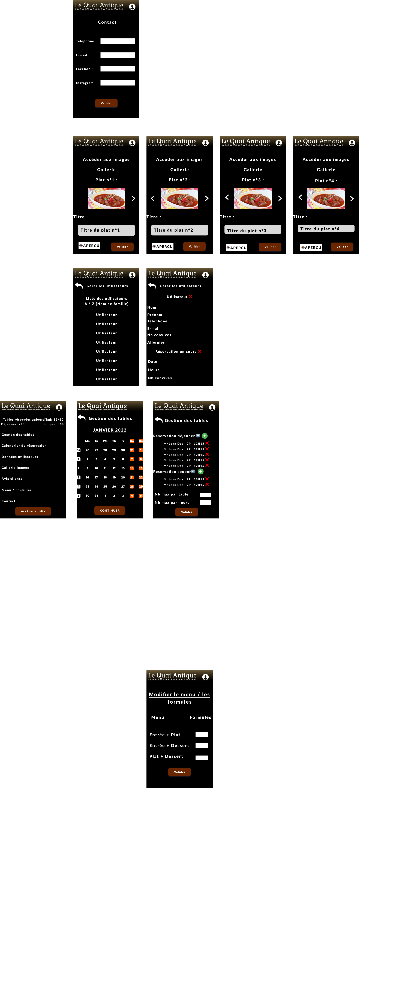 Le Quai Antique
Contact
Téléphone
E-mail
Facebook
Instagram
Valider
Le Quai Antique
Accéder aux images
Gallerie
Plat n°1 :
Titre :
Titre du plat n°1
APERCU
Valider
Le Quai Antique
Accéder aux images
Gallerie
Plat n°2 :
Titre :
Titre du plat n°2
APERCU
Valider
Le Quai Antique
Accéder aux images
Gallerie
Plat n°3 :
Titre :
Titre du plat n°3
APERCU
Valider
Le Quai Antique
Accéder aux images
Gallerie
Plat n°4 :
Titre :
Titre du plat n°4
APERCU
Valider
Le Quai Antique
Gérer les utilisateurs
Liste des utilisateurs
A à Z (Nom de famille)
Utilisateur
Utilisateur
Utilisateur
Utilisateur
Utilisateur
Utilisateur
Utilisateur
Utilisateur
Le Quai Antique
Gérer les utilisateurs
Utilisateur
Nom
Prénom
Téléphone
E-mail
Nb convives
Allergies
Réservation en cours
Date
Heure
Nb convives
Le Quai Antique
Tables réservées aujourd'hui: 12/60
Déjeuner :7/30 Souper: 5/30
Gestion des tables
Calendrier de réservation
Données utilisateurs
Gallerie images
Avis clients
Menu / Formules
Contact
Accéder au site
Le Quai Antique
Gestion des tables
JANVIER 2022
Mo Tu We Th Fr Sa Su
52 26 27 28 29 30 31 1
1 2 3 4 5 6 7 8
2 9 10 11 12 13 14 15
3 16 17 18 19 20 21 22
4 23 24 25 26 27 28 29
5 30 31 1 2 3 4 5
CONTINUER
Le Quai Antique
Gestion des tables
Réservation déjeuner
Mr John Doe | 2P | 12H15
Mr John Doe | 2P | 12H15
Mr John Doe | 2P | 12H15
Mr John Doe | 2P | 12H15
Mr John Doe | 2P | 12H15
Réservation souper
Mr John Doe | 2P | 18H15
Mr John Doe | 2P | 12H15
Nb max par table
Nb max par heure
Valider
Le Quai Antique
Modifier le menu / les
formules
Menu Formules
Entrée + Plat
Entrée + Dessert
Plat + Dessert
Valider